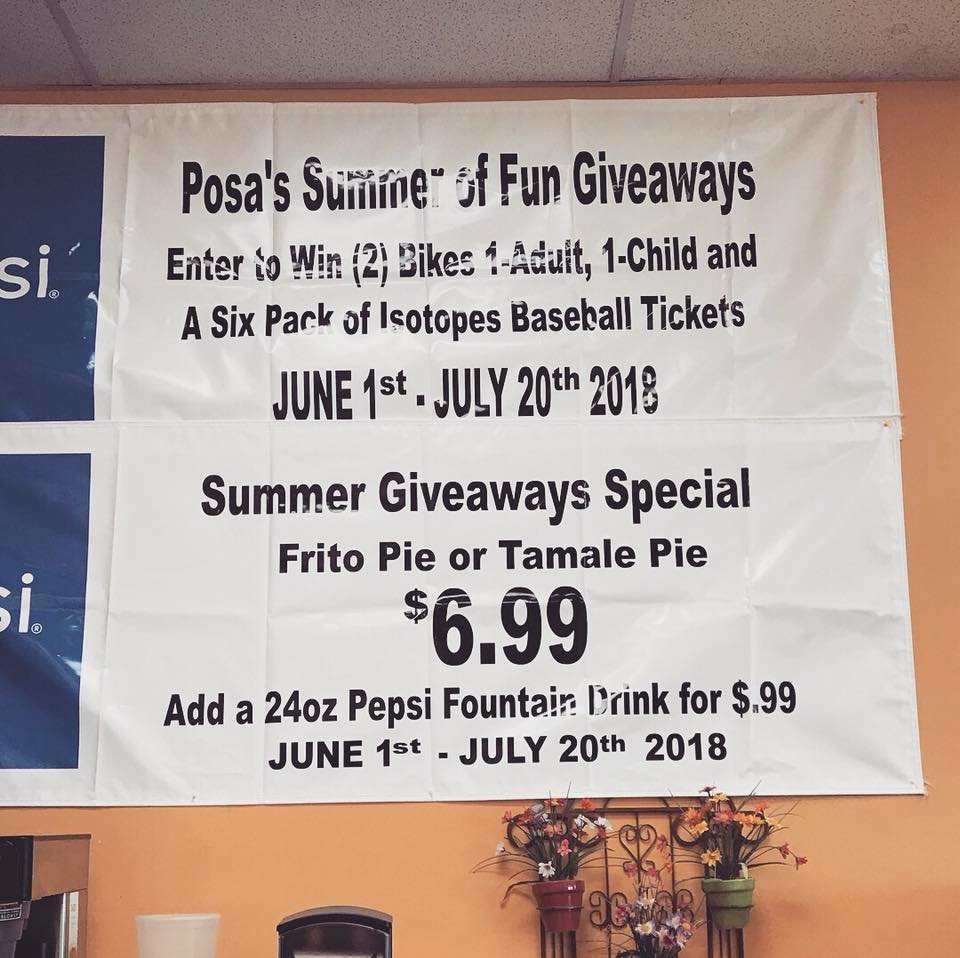 Posa's Summer of Fun Giveaways
Enter to Win (2) Bikes 1-Adult, 1-Child and
A Six Pack of Isotopes Baseball Tickets
JUNE 1st - JULY 20th 2018
si®
Summer Giveaways Special
Frito Pie or Tamale Pie
$6.99
Add a 24oz Pepsi Fountain Drink for $.99
JUNE 1st - JULY 20th 2018
si®